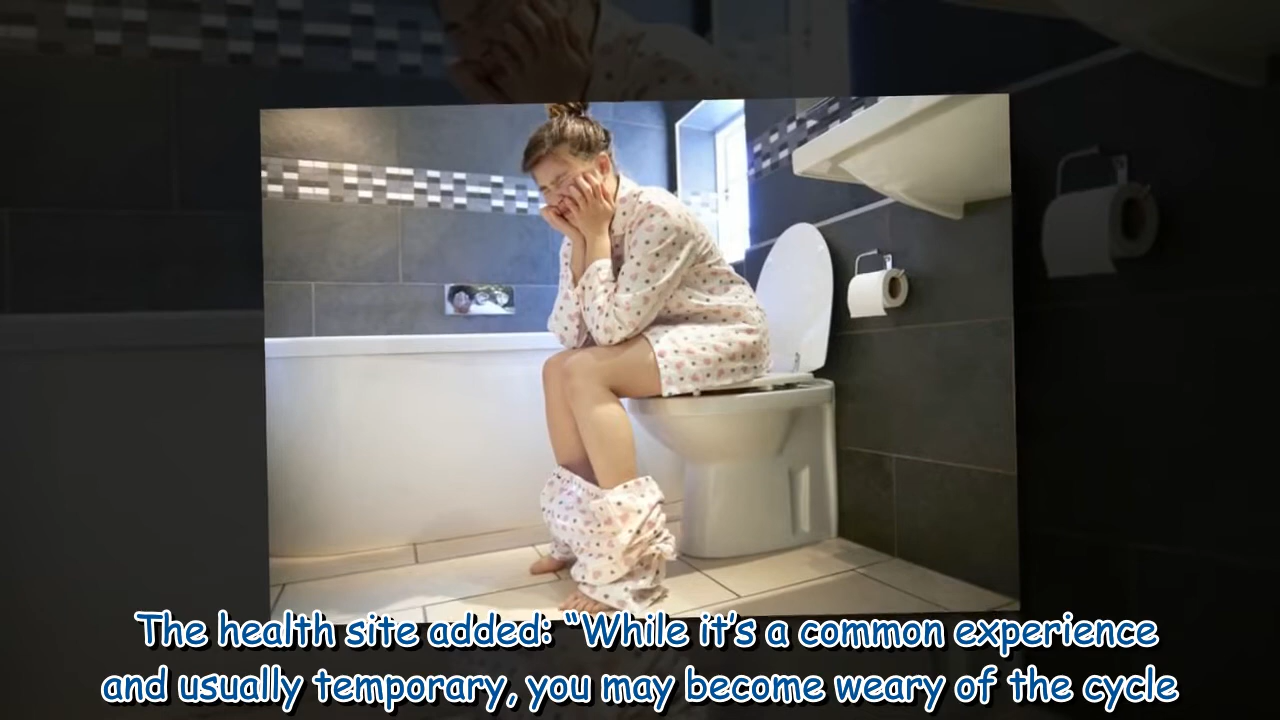 The health site added: “While it’s a common experience
and usually temporary, you may become weary of the cycle